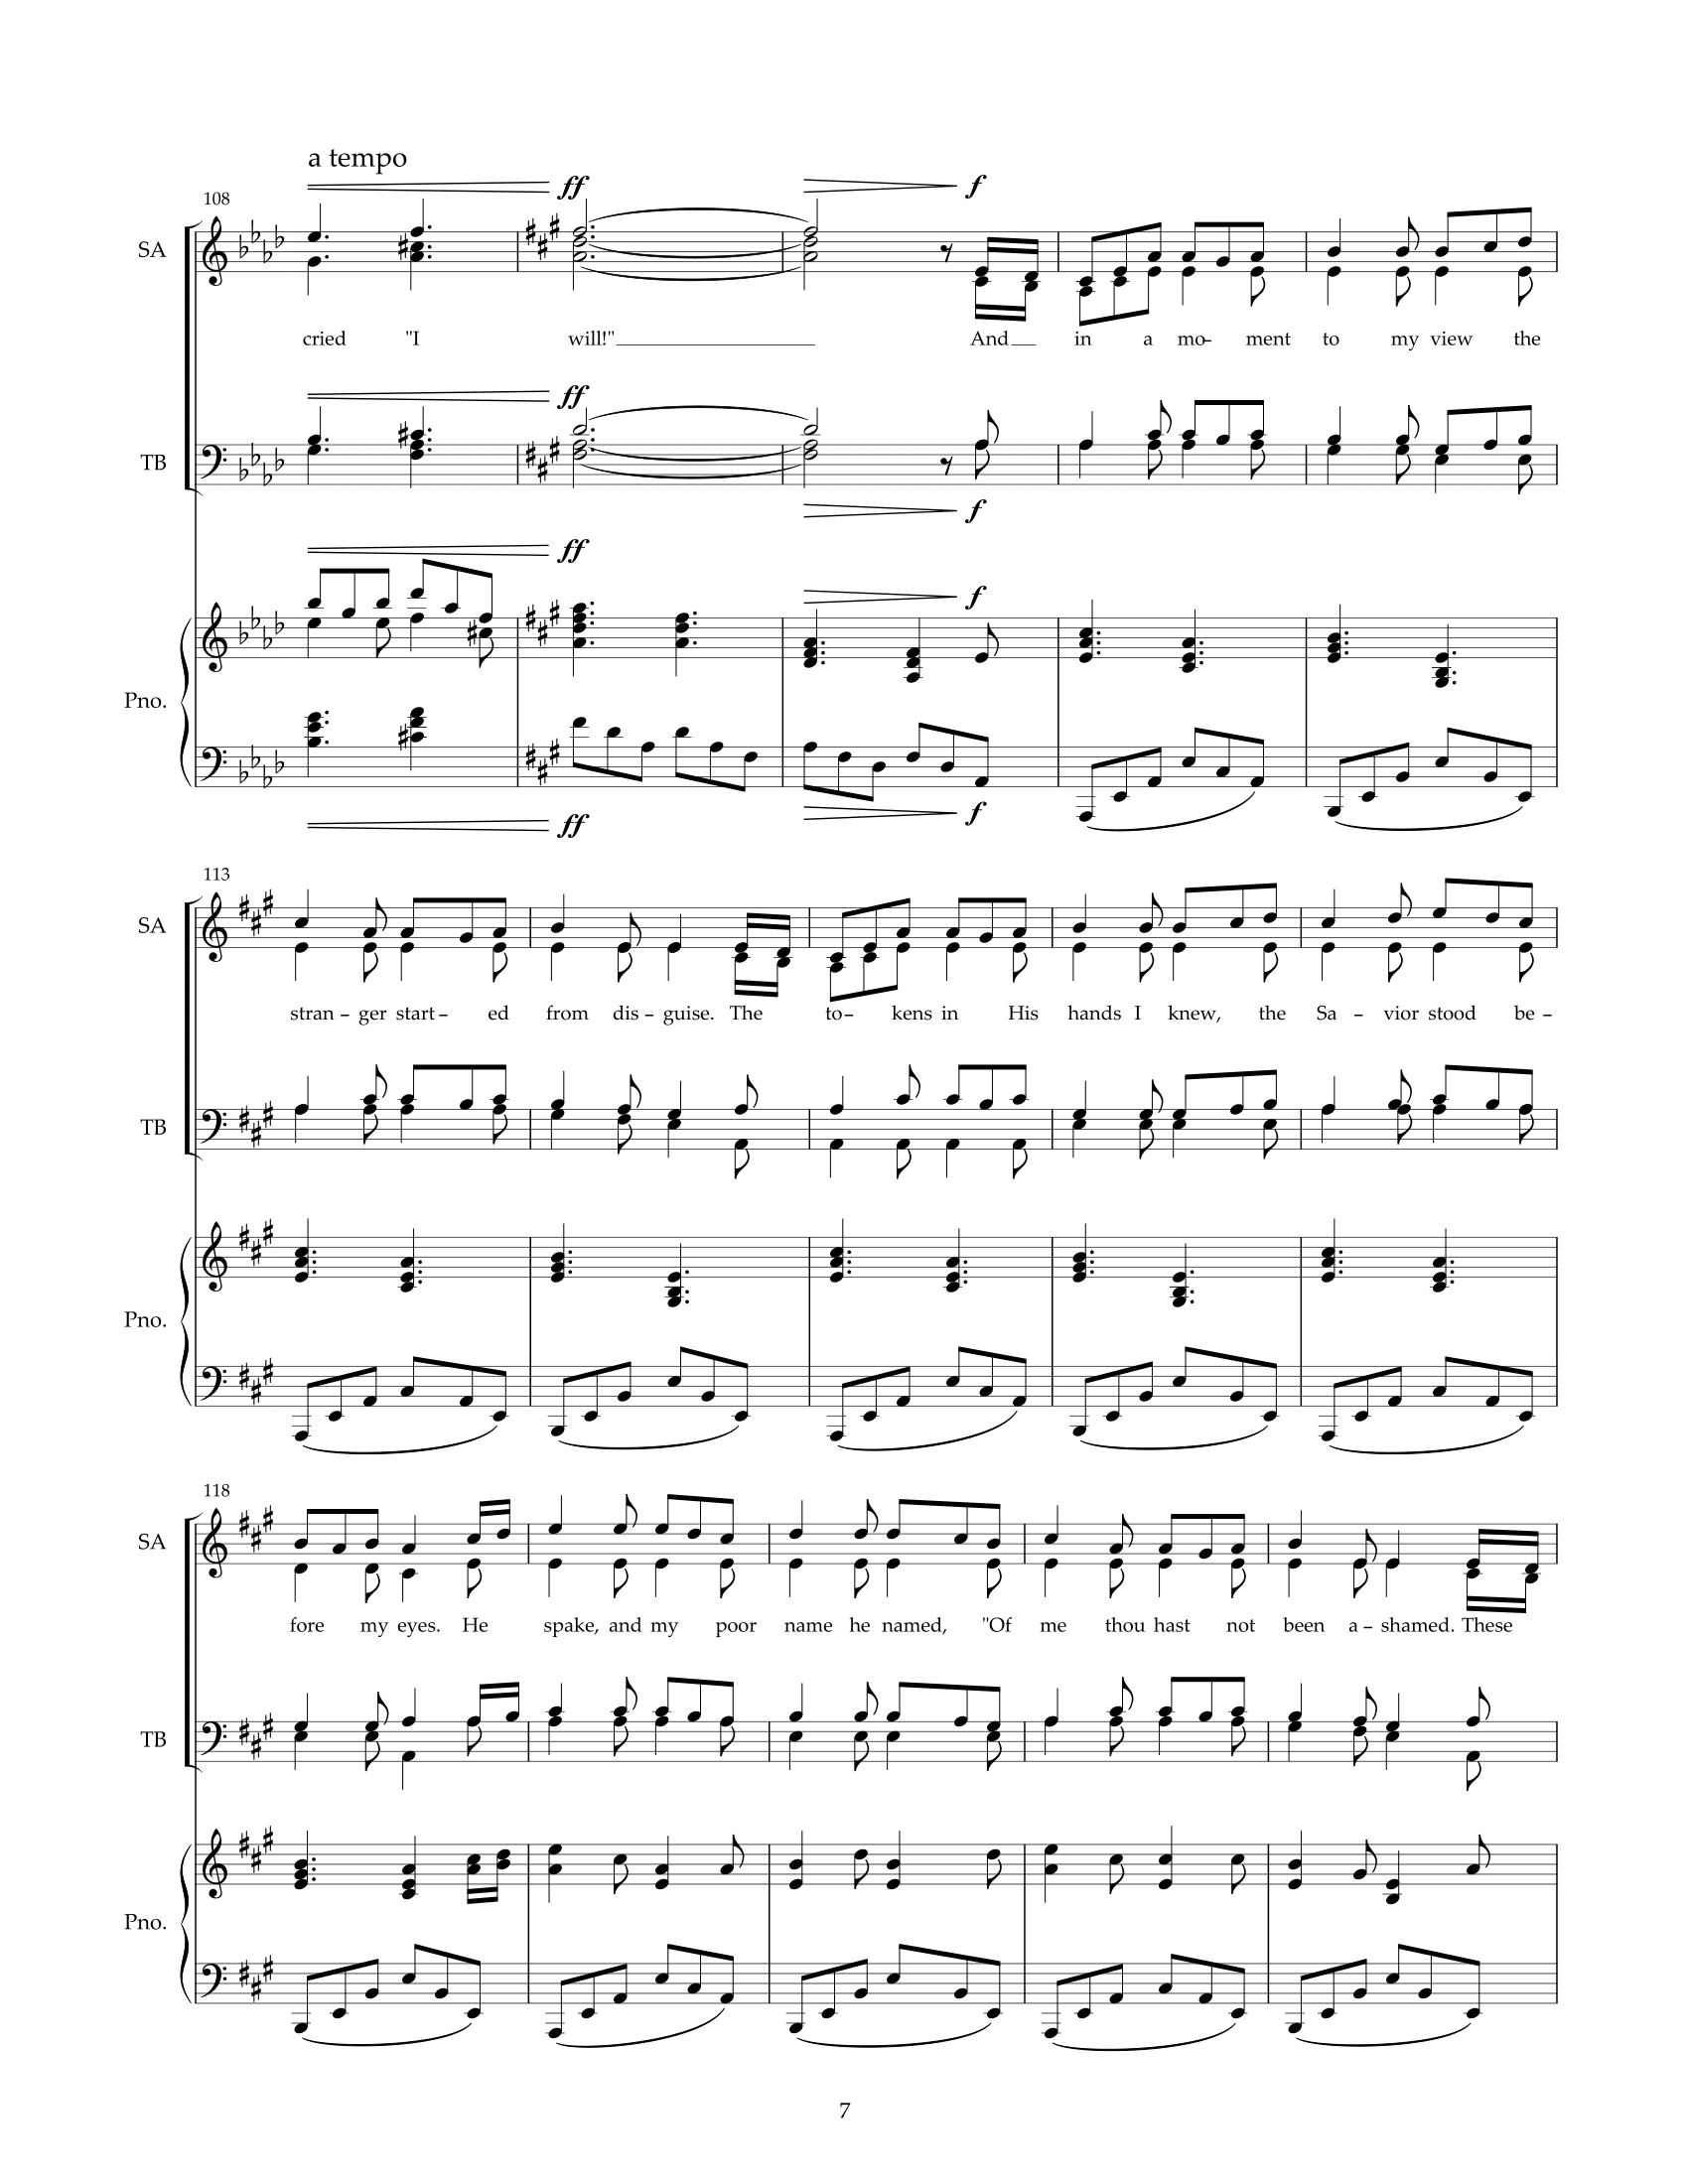 a tempo
ff f
108
SA
cried "I will!" And in a mo- ment to my view the
ff
TB
f
ff
f
Pno.
ff f
113
SA
stran - ger start - ed from dis - guise. The to - kens in His hands I knew, the Sa - vior stood be -
TB
Pno.
118
SA
fore my eyes. He spake, and my poor name he named, "Of me thou hast not been a - shamed. These
TB
Pno.
7